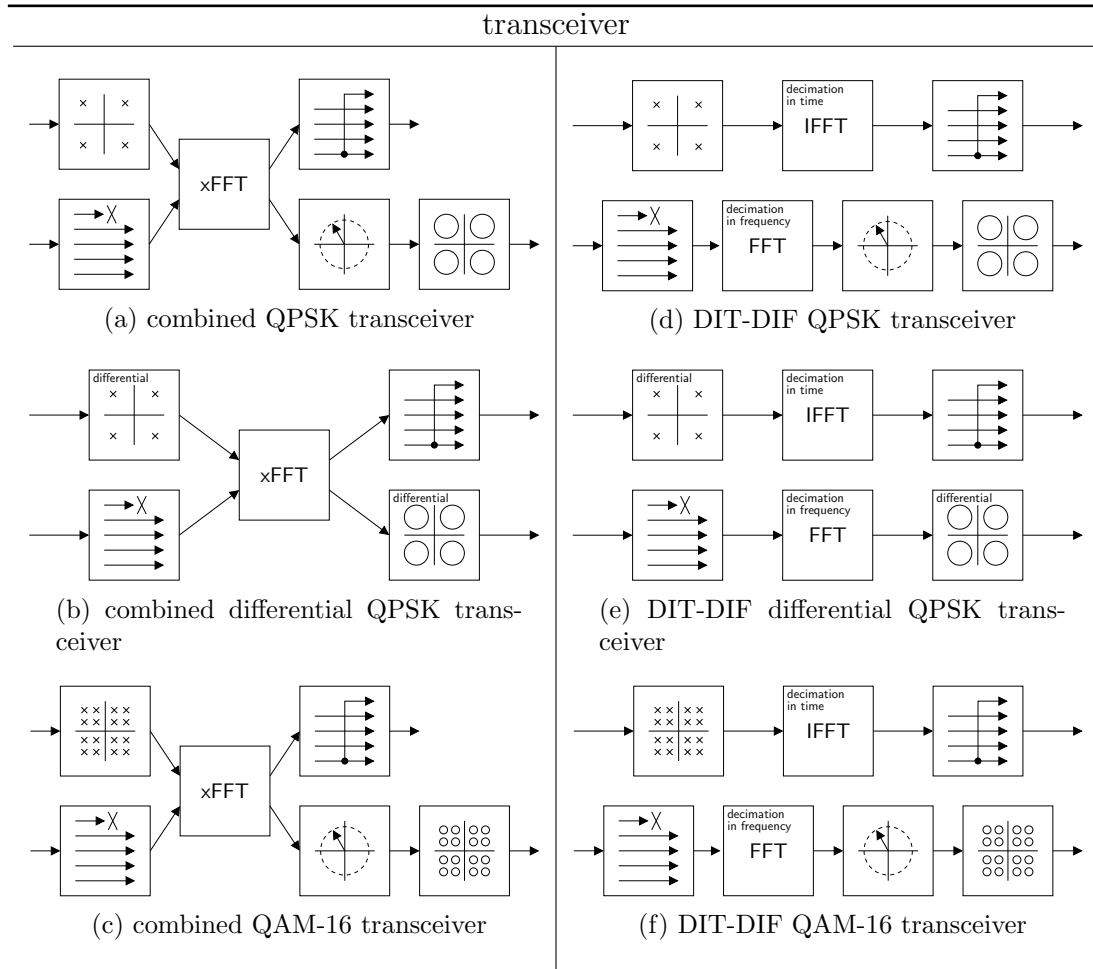 transceiver
xFFT
(a) combined QPSK transceiver
differential
xFFT
differential
(b) combined differential QPSK trans-
ceiver
xFFT
(c) combined QAM-16 transceiver
decimation
in time
IFFT
decimation
in frequency
FFT
(d) DIT-DIF QPSK transceiver
differential
decimation
in time
IFFT
decimation
in frequency
FFT
differential
(e) DIT-DIF differential QPSK trans-
ceiver
decimation
in time
IFFT
decimation
in frequency
FFT
(f) DIT-DIF QAM-16 transceiver